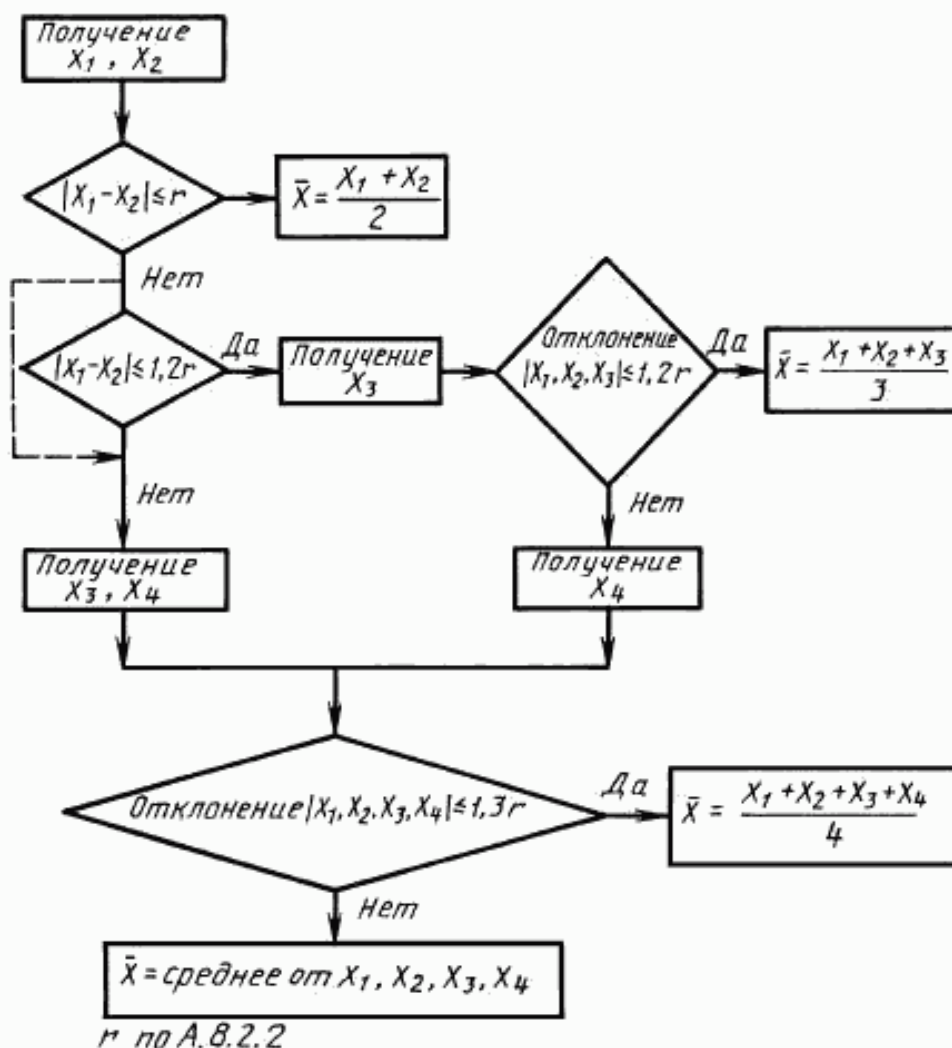 Получение
X₁, X₂
|X₁-X₂|≤r
X̄ = (X₁ + X₂)/2
Нет
|X₁-X₂|≤1,2r
Да
Получение
X₃
Отклонение
|X₁, X₂, X₃|≤1,2r
Да
X̄ = (X₁ + X₂ + X₃)/3
Нет
Нет
Получение
X₃, X₄
Получение
X₄
Отклонение|X₁, X₂, X₃, X₄|≤1,3r
Да
X̄ = (X₁ + X₂ + X₃ + X₄)/4
Нет
X̄ = среднее от X₁, X₂, X₃, X₄
r по А.8.2.2